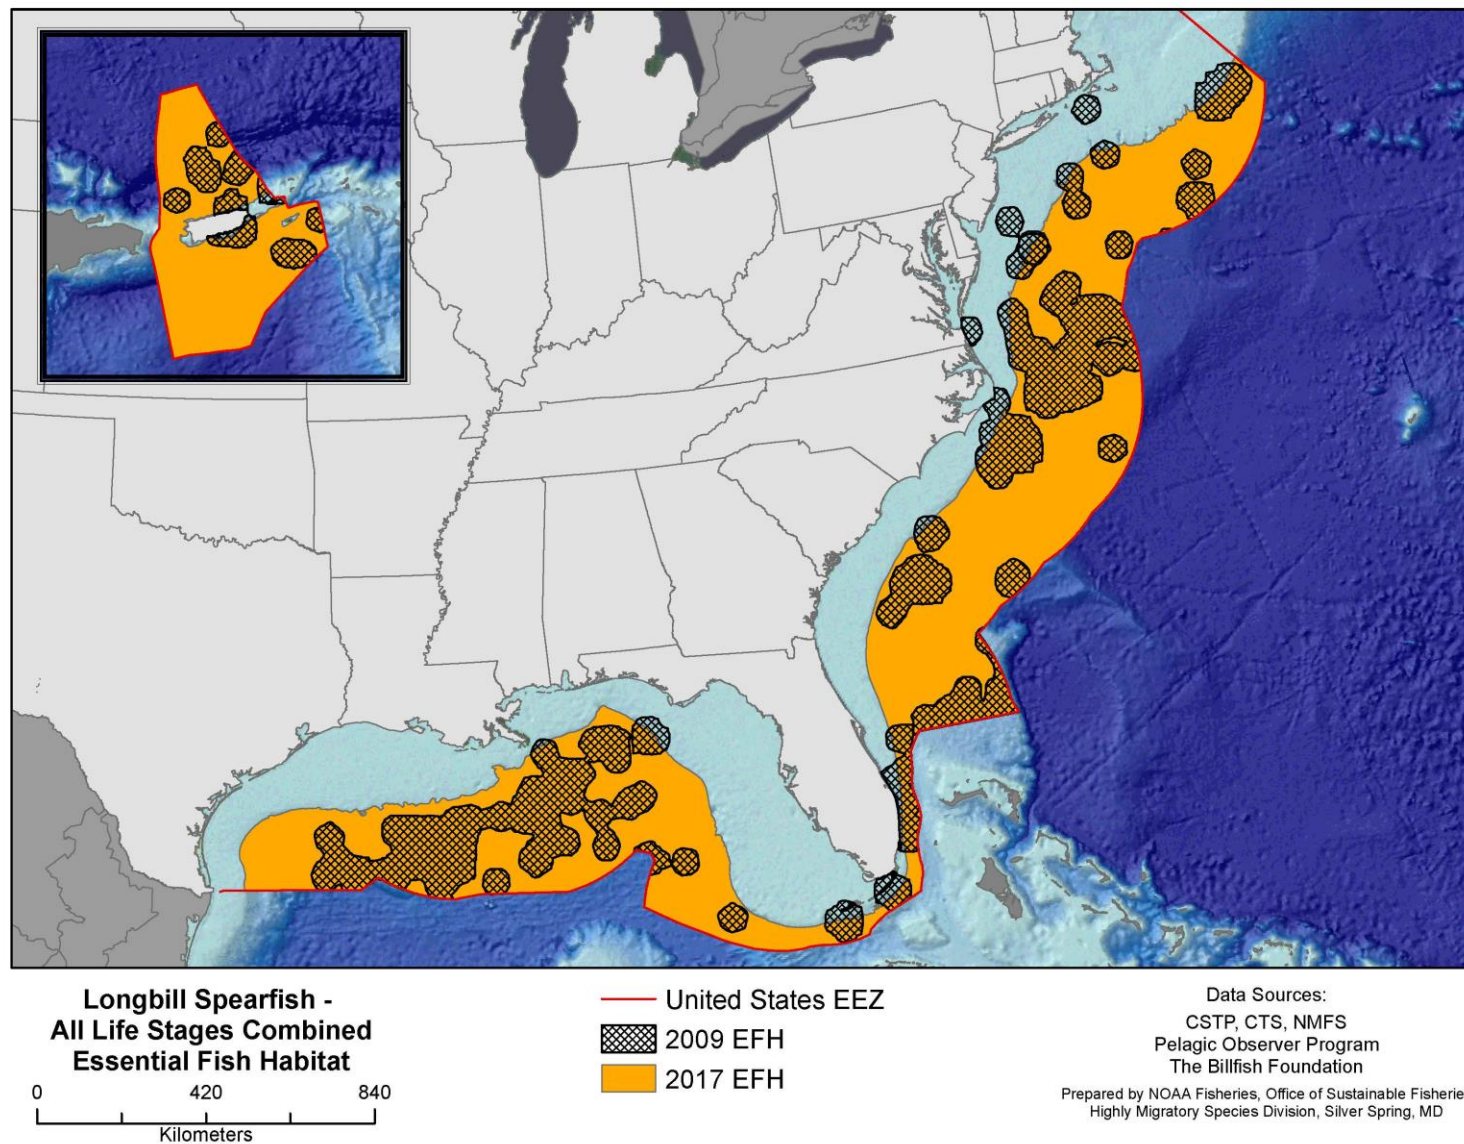 Longbill Spearfish -
All Life Stages Combined
Essential Fish Habitat
0 420 840
Kilometers
United States EEZ
2009 EFH
2017 EFH
Data Sources:
CSTP, CTS, NMFS
Pelagic Observer Program
The Billfish Foundation
Prepared by NOAA Fisheries, Office of Sustainable Fisherie
Highly Migratory Species Division, Silver Spring, MD